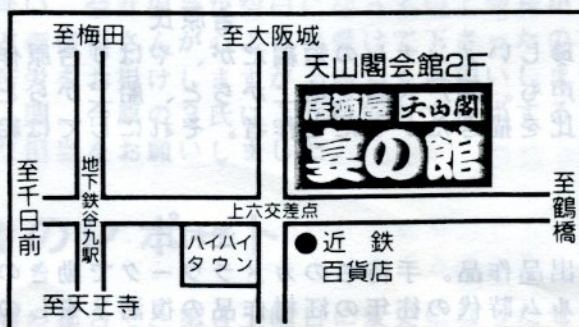 至梅田
至大阪城
天山閣会館2F
居酒屋 天山閣
宴の館
至千日前
地下鉄谷九駅
上六交差点
至鶴橋
ハイハイ
タウン
●近鉄
百貨店
至天王寺